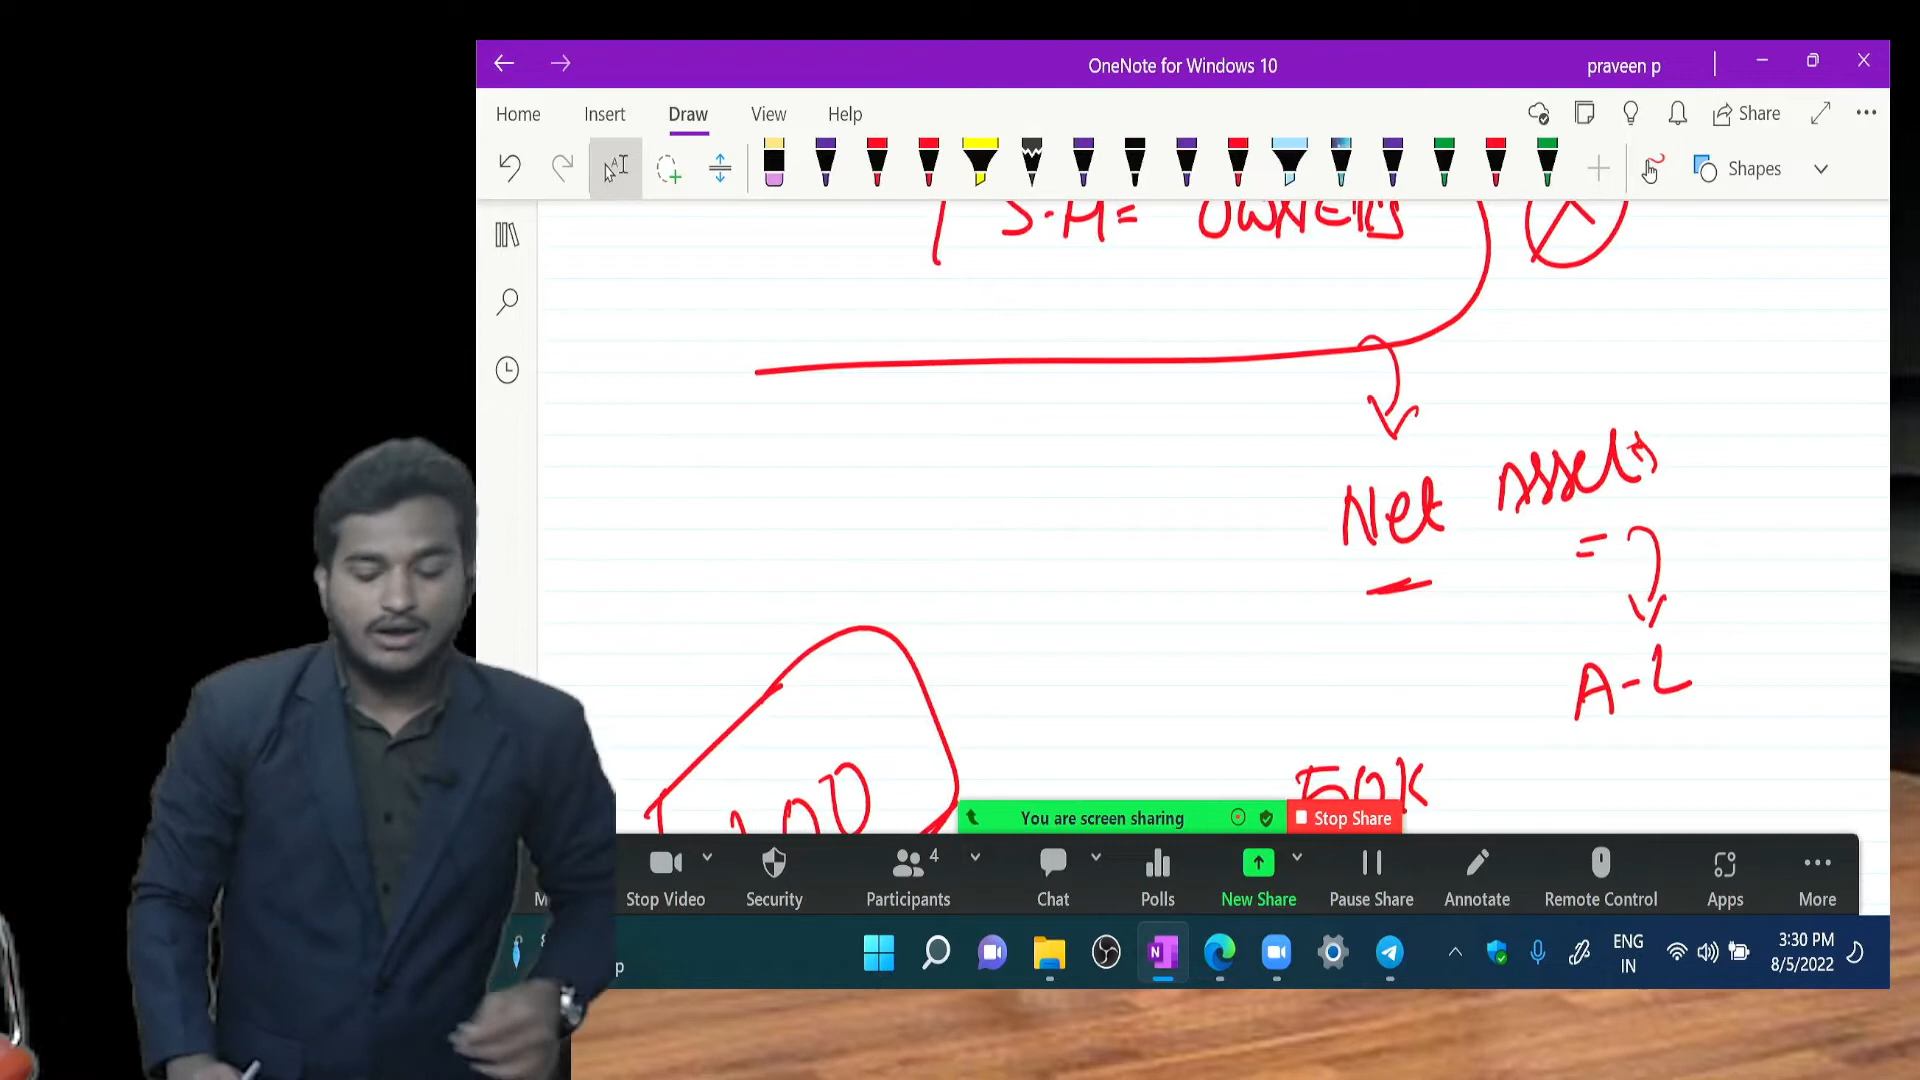 OneNote for Windows 10
praveen p
Home Insert Draw View Help
Share
Shapes
S.H = OWNERS
Net Assets
=
A-L
50K
100
You are screen sharing
Stop Share
4
Stop Video Security Participants Chat Polls New Share Pause Share Annotate Remote Control Apps More
ENG
IN
3:30 PM
8/5/2022